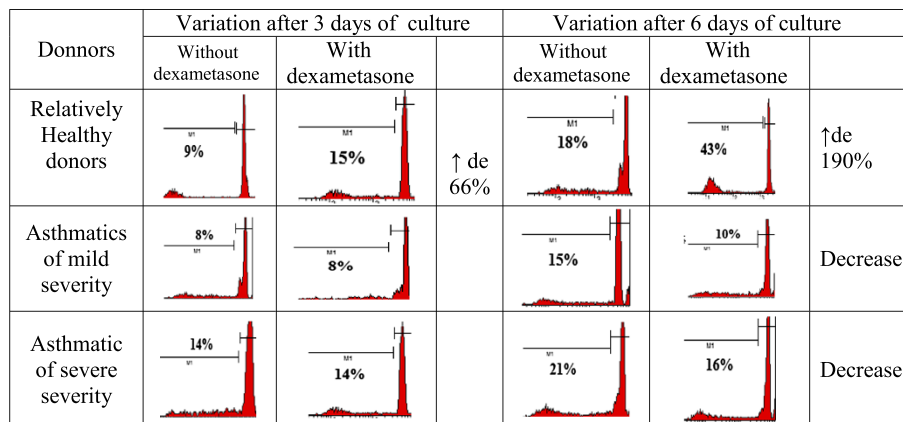 Donnors
Variation after 3 days of culture
Variation after 6 days of culture
Without
dexametasone
With
dexametasone
Without
dexametasone
With
dexametasone
Relatively
Healthy
donors
M1
9%
M1
15%
↑ de
66%
M1
18%
M1
43%
↑de
190%
Asthmatics
of mild
severity
8%
M1
M1
8%
M1
15%
10%
M1
Decrease
Asthmatic
of severe
severity
14%
M1
M1
14%
M1
21%
M1
16%
Decrease